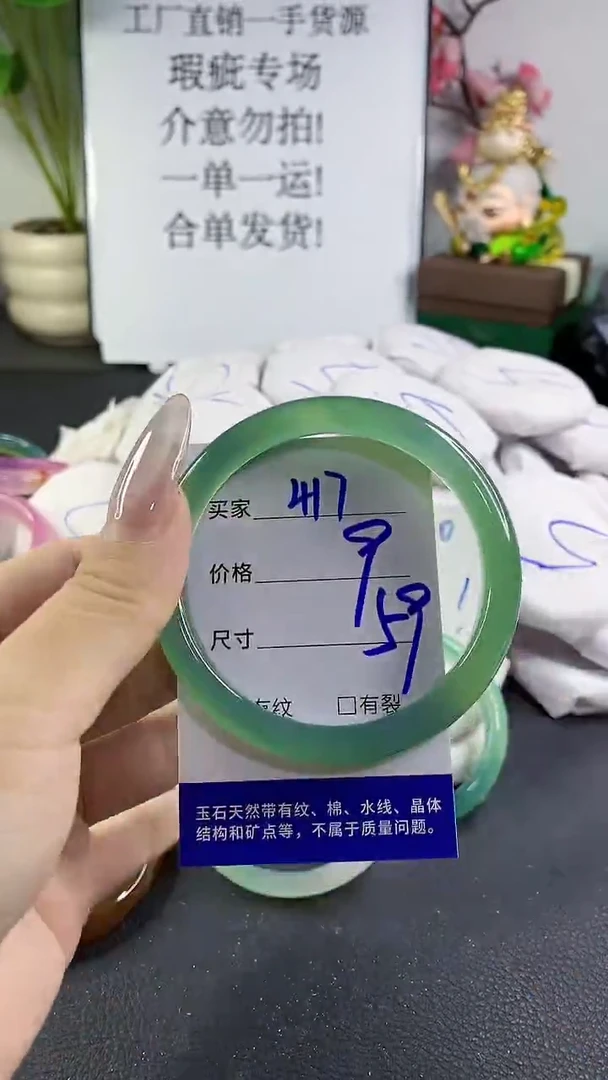 工厂直销一手货源
瑕疵专场
介意勿拍!
一单一运!
合单发货!
买家 417
价格 9
尺寸 59
有纹 □有裂
玉石天然带有纹、棉、水线、晶体
结构和矿点等，不属于质量问题。